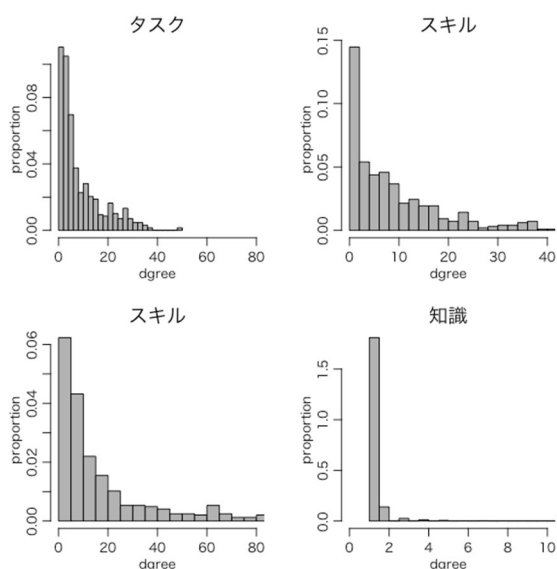 タスク
proportion
0.00 0.04 0.08
0 20 40 60 80
dgree
スキル
proportion
0.00 0.05 0.10 0.15
0 10 20 30 40
dgree
スキル
proportion
0.00 0.02 0.04 0.06
0 20 40 60 80
dgree
知識
proportion
0.0 0.5 1.0 1.5
0 2 4 6 8 10
dgree